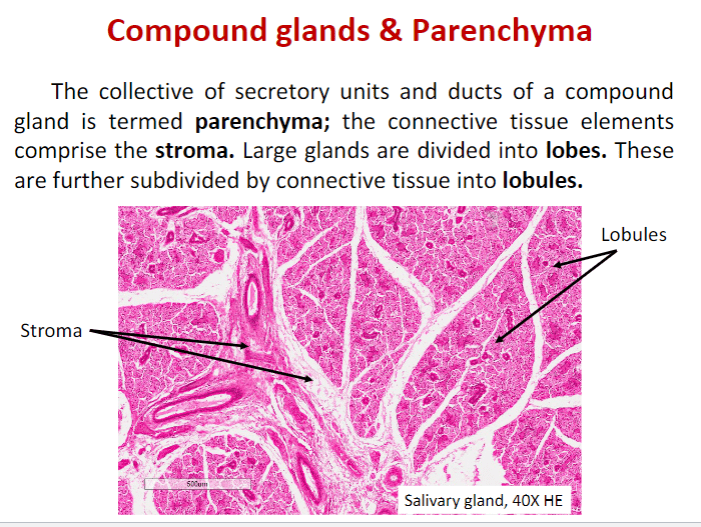 Compound glands & Parenchyma
The collective of secretory units and ducts of a compound
gland is termed parenchyma; the connective tissue elements
comprise the stroma. Large glands are divided into lobes. These
are further subdivided by connective tissue into lobules.
Lobules
Stroma
500um
Salivary gland, 40X HE